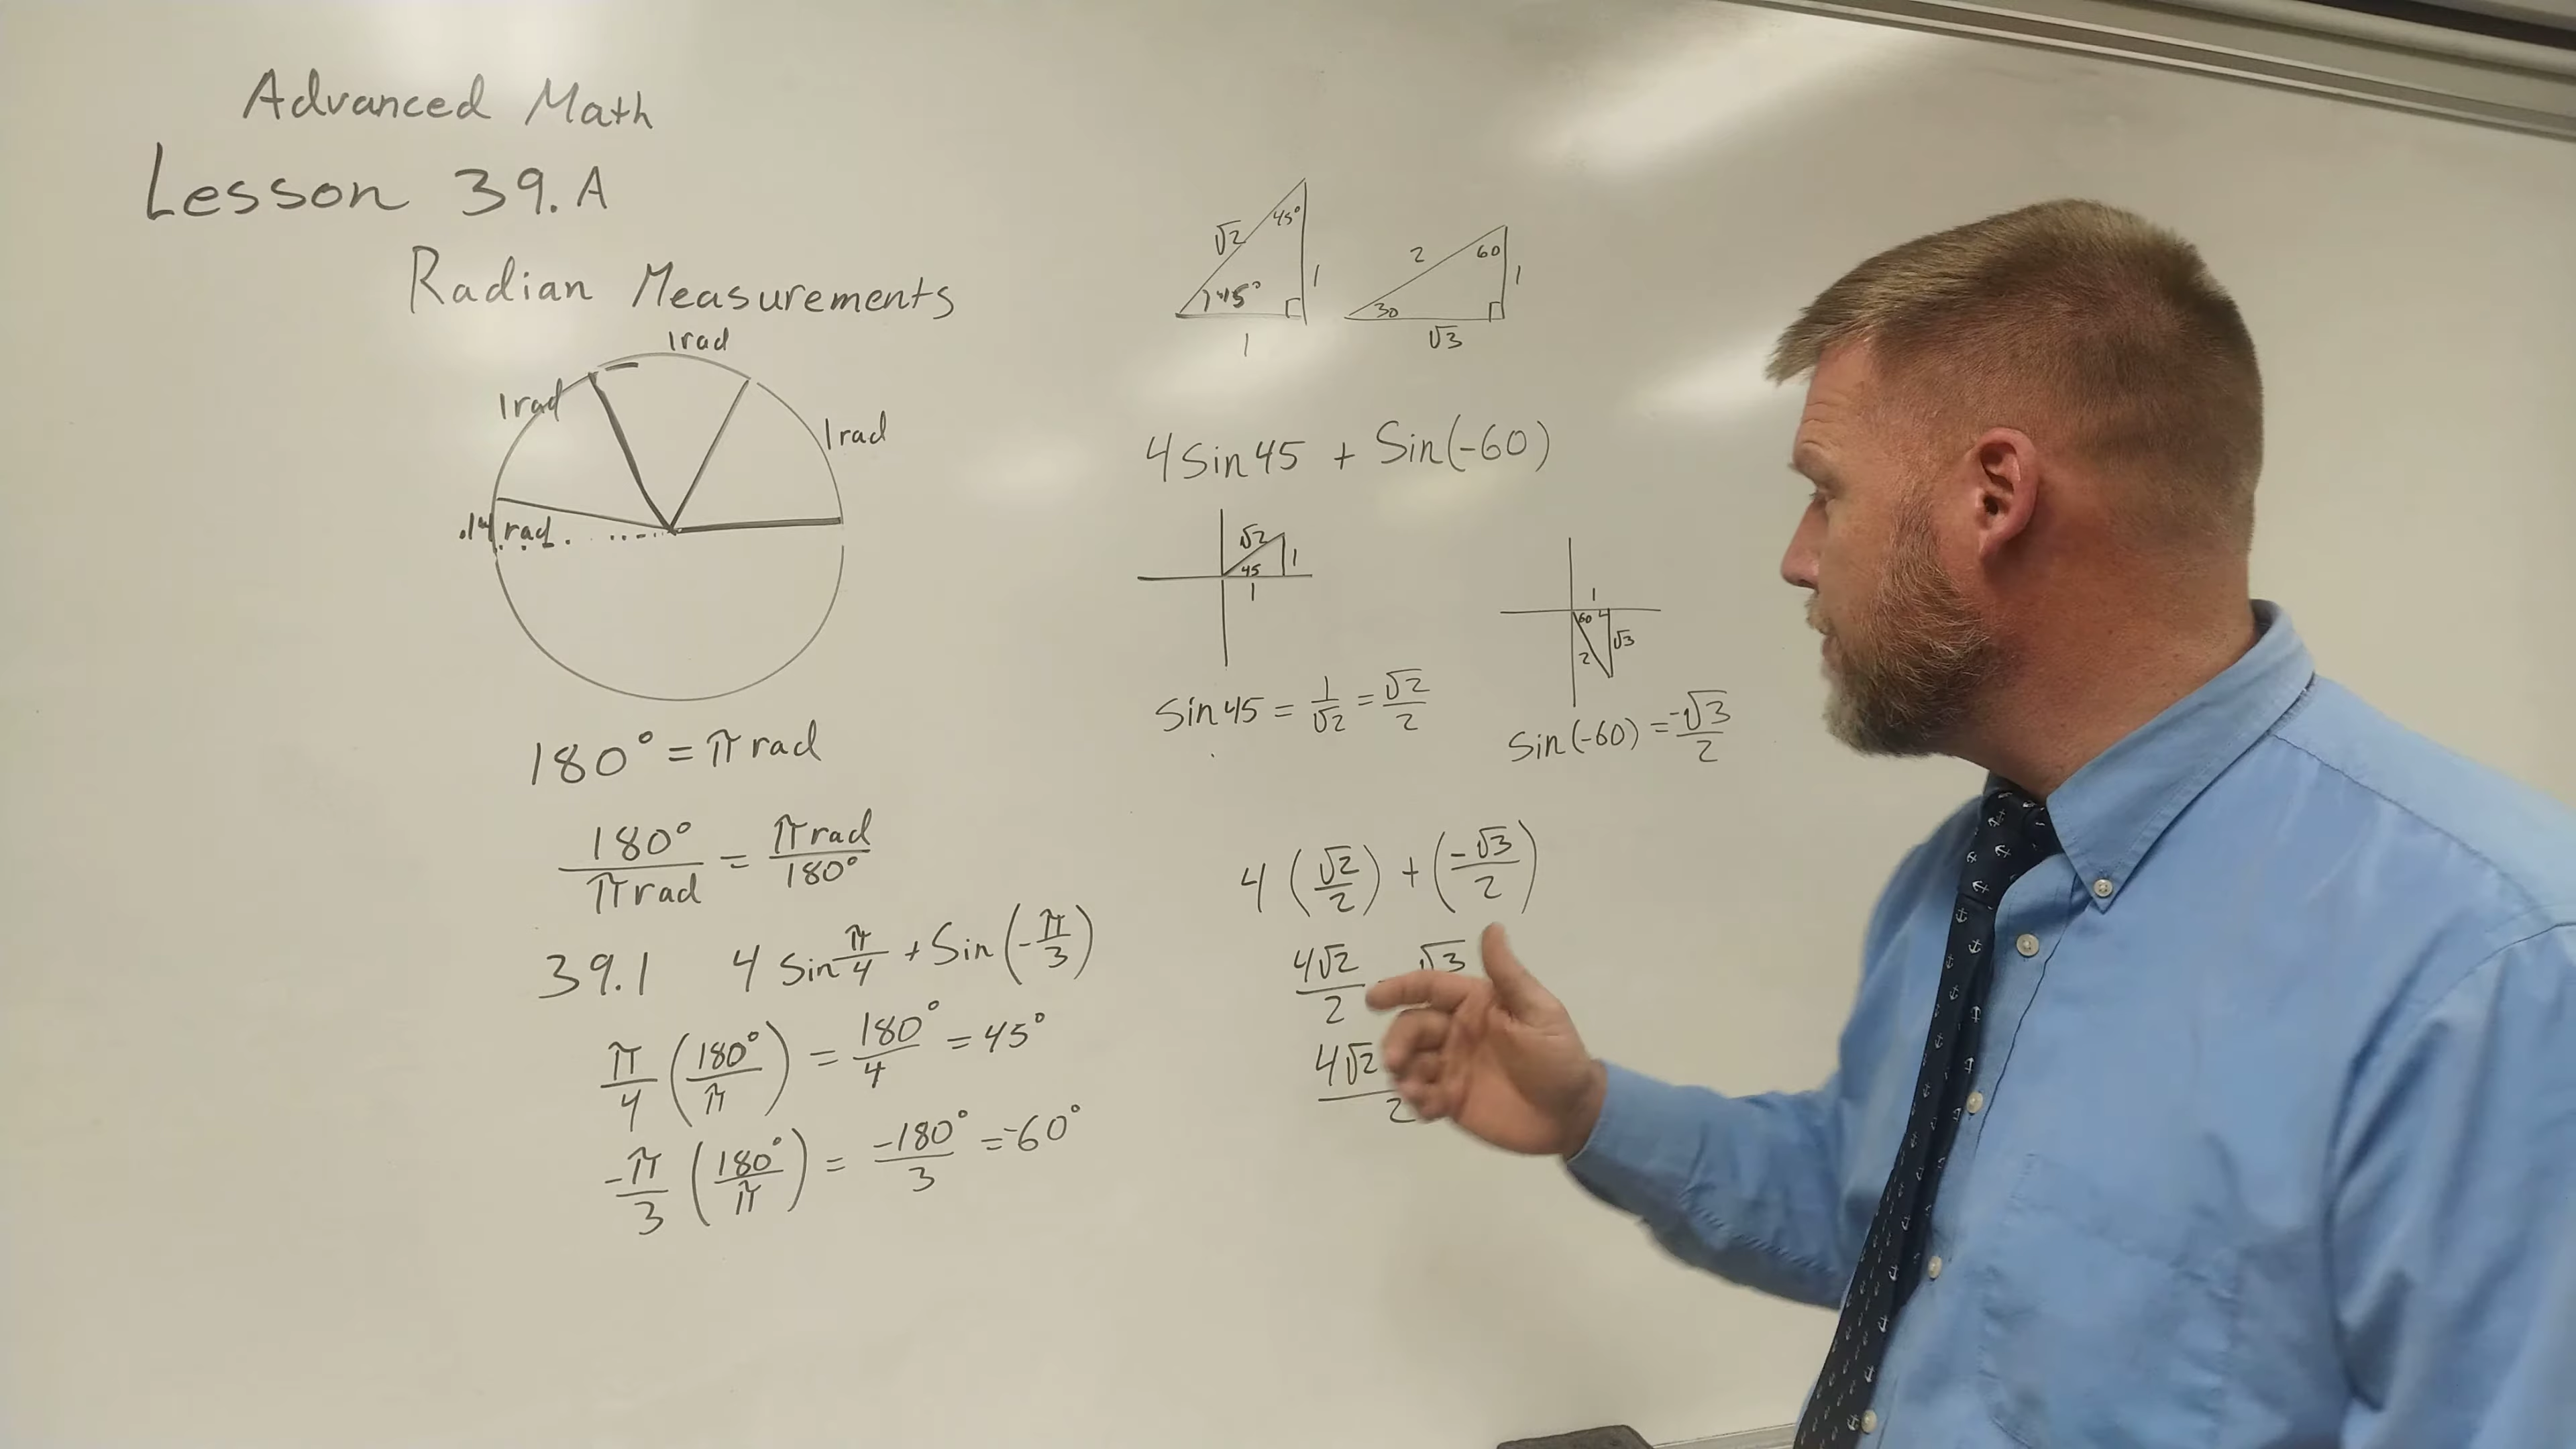 Advanced Math
Lesson 39.A
Radian Measurements
1rad
1rad
1rad
.14 rad
180° = π rad
180°/π rad = π rad/180°
39.1 4 sin π/4 + Sin(-π/3)
π/4 (180°/π) = 180°/4 = 45°
-π/3 (180°/π) = -180°/3 = -60°
√2 45° 45° 1 1
2 60 30 1 √3
4 Sin 45 + Sin(-60)
√2 45 1 1
1 60 2 √3
Sin 45 = 1/√2 = √2/2
Sin(-60) = -√3/2
4 (√2/2) + (-√3/2)
4√2/2 √3
4√2 2